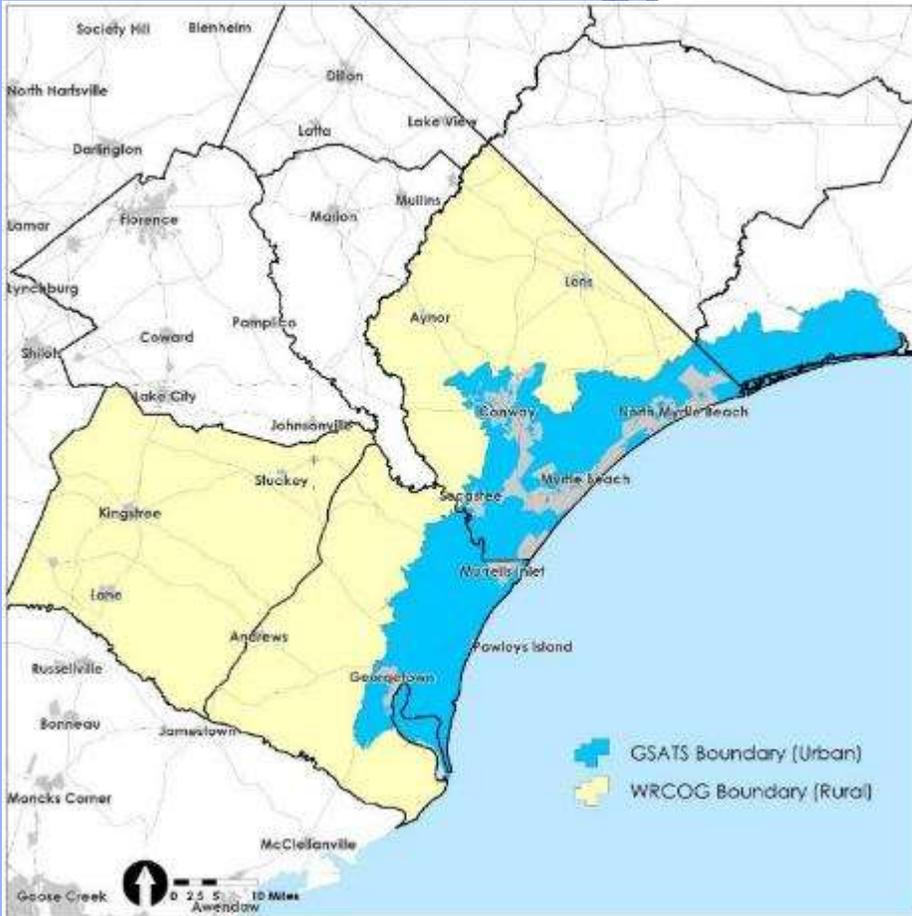 Society Hill
Blenheim
Dillon
North Hartsville
Latta
Lake View
Darlington
Mullins
Florence
Marion
Lamar
Loris
Lynchburg
Aynor
Pamplico
Coward
Shiloh
Lake City
Conway
North Myrtle Beach
Johnsonville
Stuckey
Myrtle Beach
Socastee
Kingstree
Murrells Inlet
Lane
Andrews
Pawleys Island
Russellville
Georgetown
Bonneau
Jamestown
GSATS Boundary (Urban)
WRCOG Boundary (Rural)
Moncks Corner
McClellanville
Goose Creek
0 2.5 5 10 Miles
Awendaw